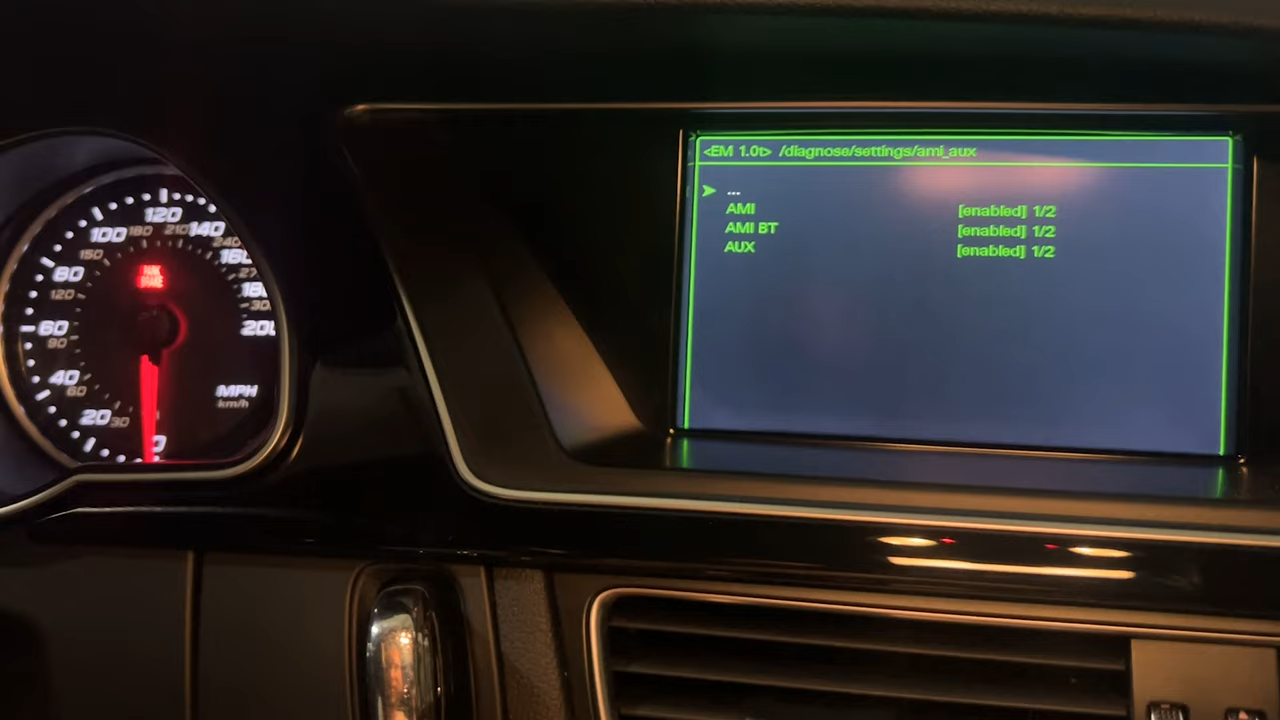 <EM 1.0t> /diagnose/settings/ami_aux
...
AMI [enabled] 1/2
AMI BT [enabled] 1/2
AUX [enabled] 1/2
120
100 180 210 140
150 240 160
80
120 180
60 200
90
40
60 MPH
20 30 km/h
0
PARK
BRAKE